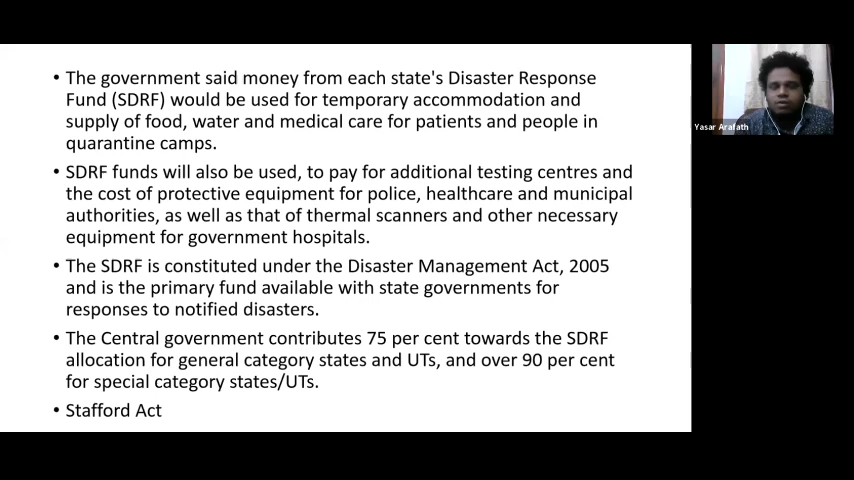 • The government said money from each state's Disaster Response
Fund (SDRF) would be used for temporary accommodation and
supply of food, water and medical care for patients and people in
quarantine camps.
• SDRF funds will also be used, to pay for additional testing centres and
the cost of protective equipment for police, healthcare and municipal
authorities, as well as that of thermal scanners and other necessary
equipment for government hospitals.
• The SDRF is constituted under the Disaster Management Act, 2005
and is the primary fund available with state governments for
responses to notified disasters.
• The Central government contributes 75 per cent towards the SDRF
allocation for general category states and UTs, and over 90 per cent
for special category states/UTs.
• Stafford Act
Yasar Arafath